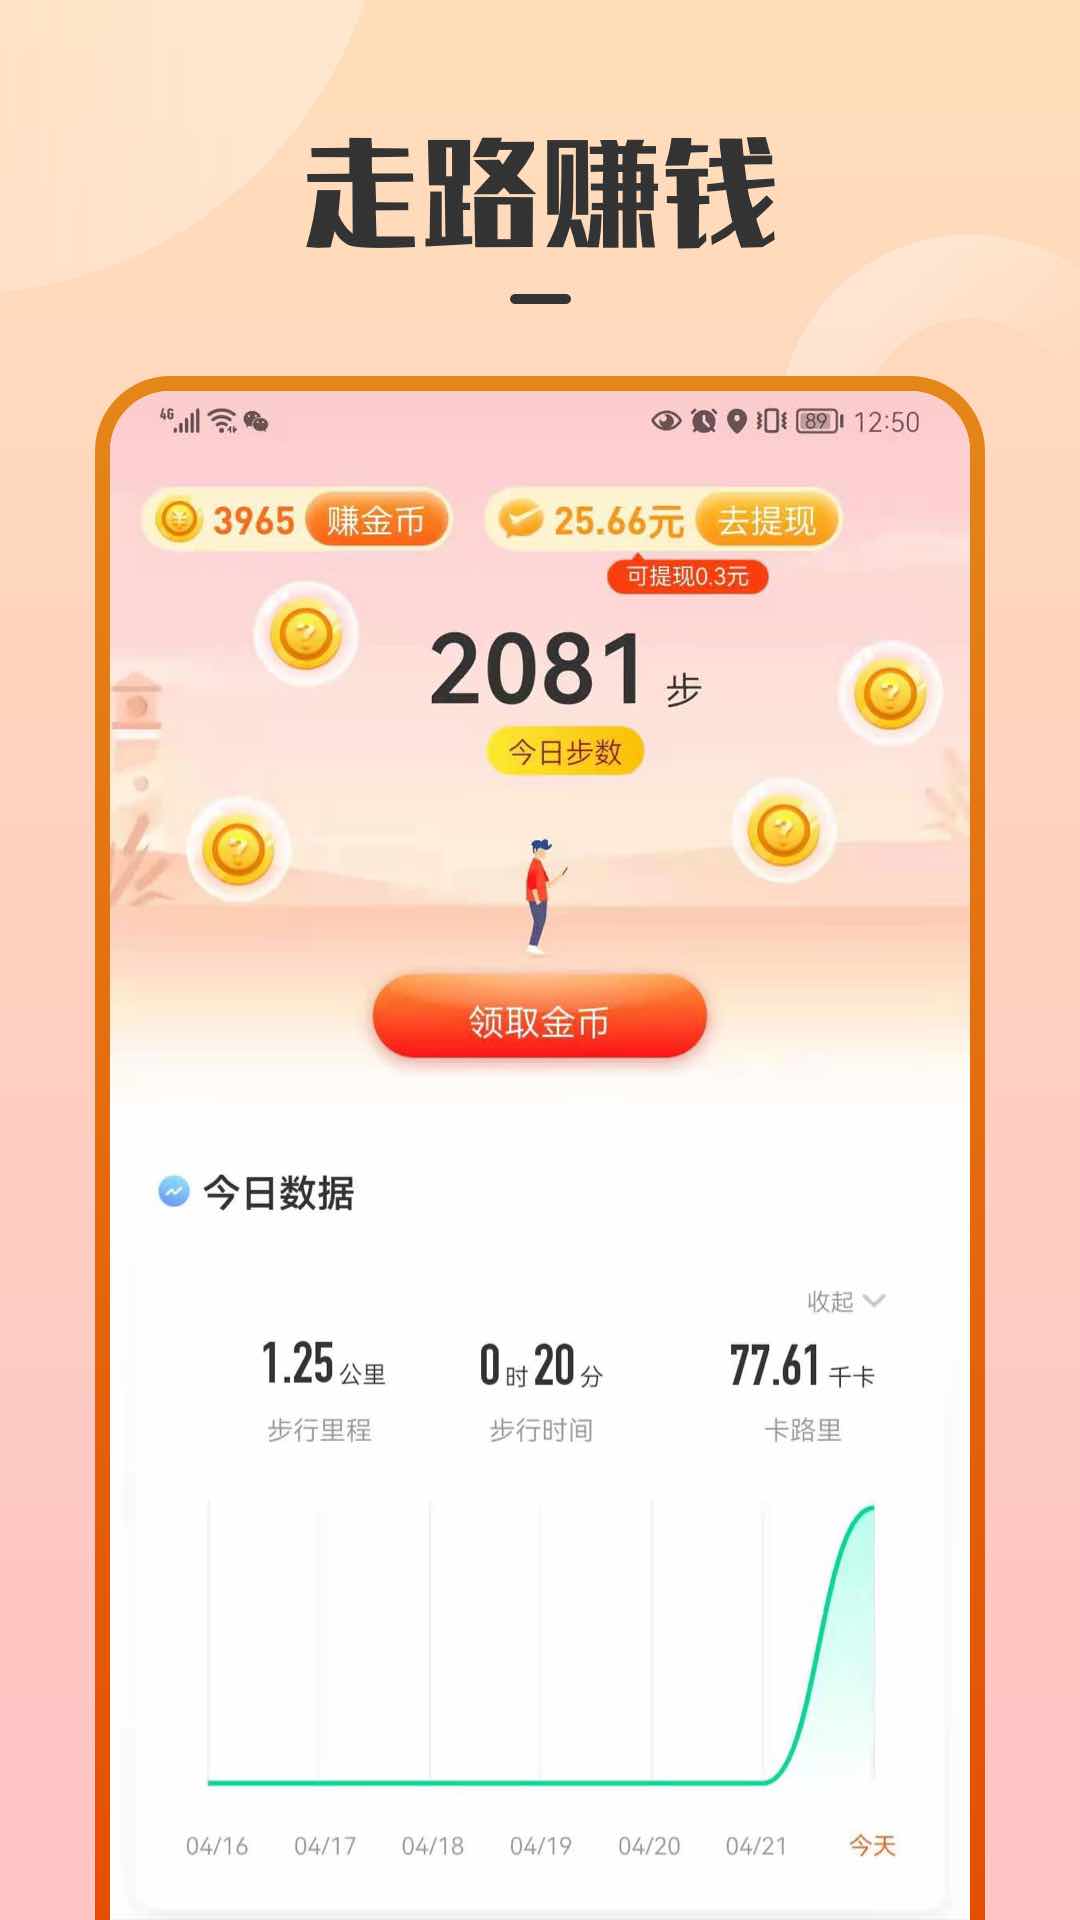 走路赚钱
4G 89 12:50
3965 赚金币 25.66元 去提现
可提现0.3元
2081 步
今日步数
领取金币
今日数据
收起
1.25 公里 0 时 20 分 77.61 千卡
步行里程 步行时间 卡路里
04/16 04/17 04/18 04/19 04/20 04/21 今天